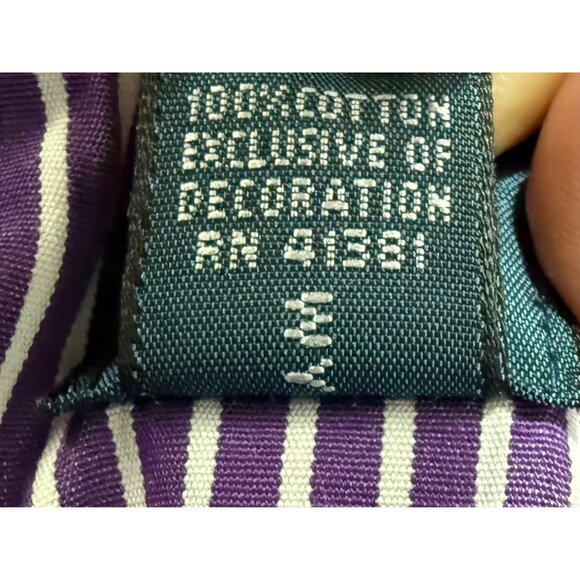 100% COTTON
EXCLUSIVE OF
DECORATION
RN 41381